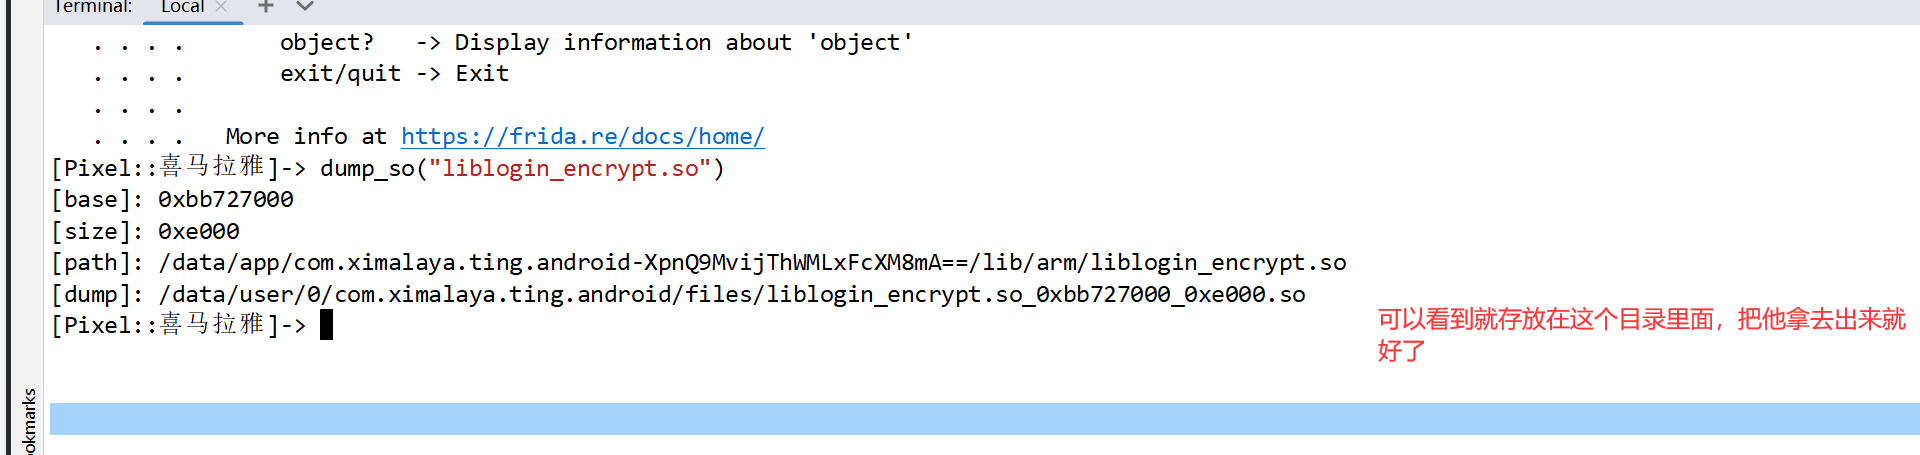 Terminal: Local × +
. . . . object? -> Display information about 'object'
. . . . exit/quit -> Exit
. . . .
. . . . More info at https://frida.re/docs/home/
[Pixel::喜马拉雅]-> dump_so("liblogin_encrypt.so")
[base]: 0xbb727000
[size]: 0xe000
[path]: /data/app/com.ximalaya.ting.android-XpnQ9MvijThWMLxFcXM8mA==/lib/arm/liblogin_encrypt.so
[dump]: /data/user/0/com.ximalaya.ting.android/files/liblogin_encrypt.so_0xbb727000_0xe000.so
[Pixel::喜马拉雅]->
可以看到就存放在这个目录里面，把他拿去出来就
好了
ookmarks